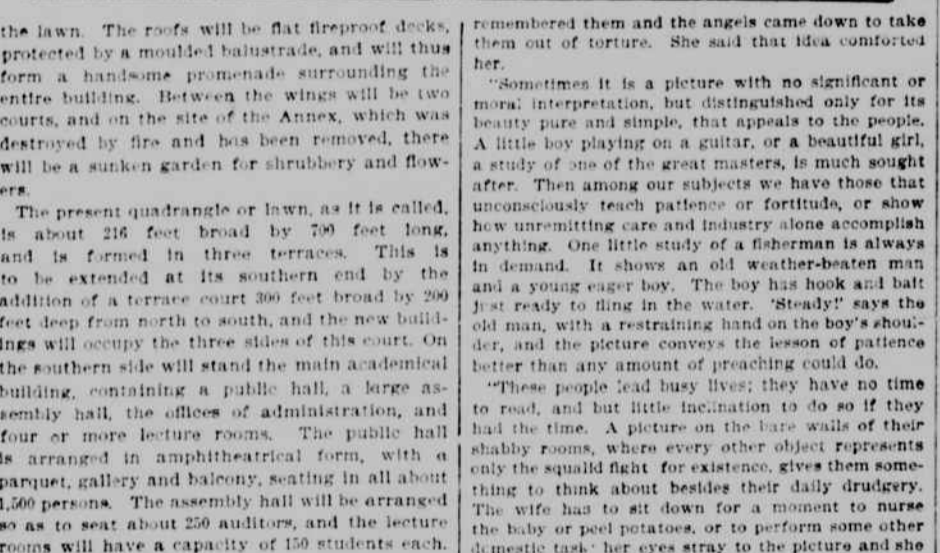 the lawn. The roofs will be flat fireproof decks,
protected by a moulded balustrade, and will thus
form a handsome promenade surrounding the
entire building. Between the wings will be two
courts, and on the site of the Annex, which was
destroyed by fire and has been removed, there
will be a sunken garden for shrubbery and flow-
ers.
The present quadrangle or lawn, as it is called,
is about 216 feet broad by 700 feet long,
and is formed in three terraces. This is
to be extended at its southern end by the
addition of a terrace court 300 feet broad by 200
feet deep from north to south, and the new build-
ings will occupy the three sides of this court. On
the southern side will stand the main academical
building, containing a public hall, a large as-
sembly hall, the offices of administration, and
four or more lecture rooms. The public hall
is arranged in amphitheatrical form, with a
parquet, gallery and balcony, seating in all about
1,500 persons. The assembly hall will be arranged
so as to seat about 250 auditors, and the lecture
rooms will have a capacity of 150 students each.
remembered them and the angels came down to take
them out of torture. She said that idea comforted
her.
"Sometimes it is a picture with no significant or
moral interpretation, but distinguished only for its
beauty pure and simple, that appeals to the people.
A little boy playing on a guitar, or a beautiful girl,
a study of one of the great masters, is much sought
after. Then among our subjects we have those that
unconsciously teach patience or fortitude, or show
how unremitting care and industry alone accomplish
anything. One little study of a fisherman is always
in demand. It shows an old weather-beaten man
and a young eager boy. The boy has hook and bait
just ready to fling in the water. 'Steady!' says the
old man, with a restraining hand on the boy's shoul-
der, and the picture conveys the lesson of patience
better than any amount of preaching could do.
"These people lead busy lives; they have no time
to read, and but little inclination to do so if they
had the time. A picture on the bare walls of their
shabby rooms, where every other object represents
only the squalid fight for existence, gives them some-
thing to think about besides their daily drudgery.
The wife has to sit down for a moment to nurse
the baby or peel potatoes, or to perform some other
domestic task; her eyes stray to the picture and she